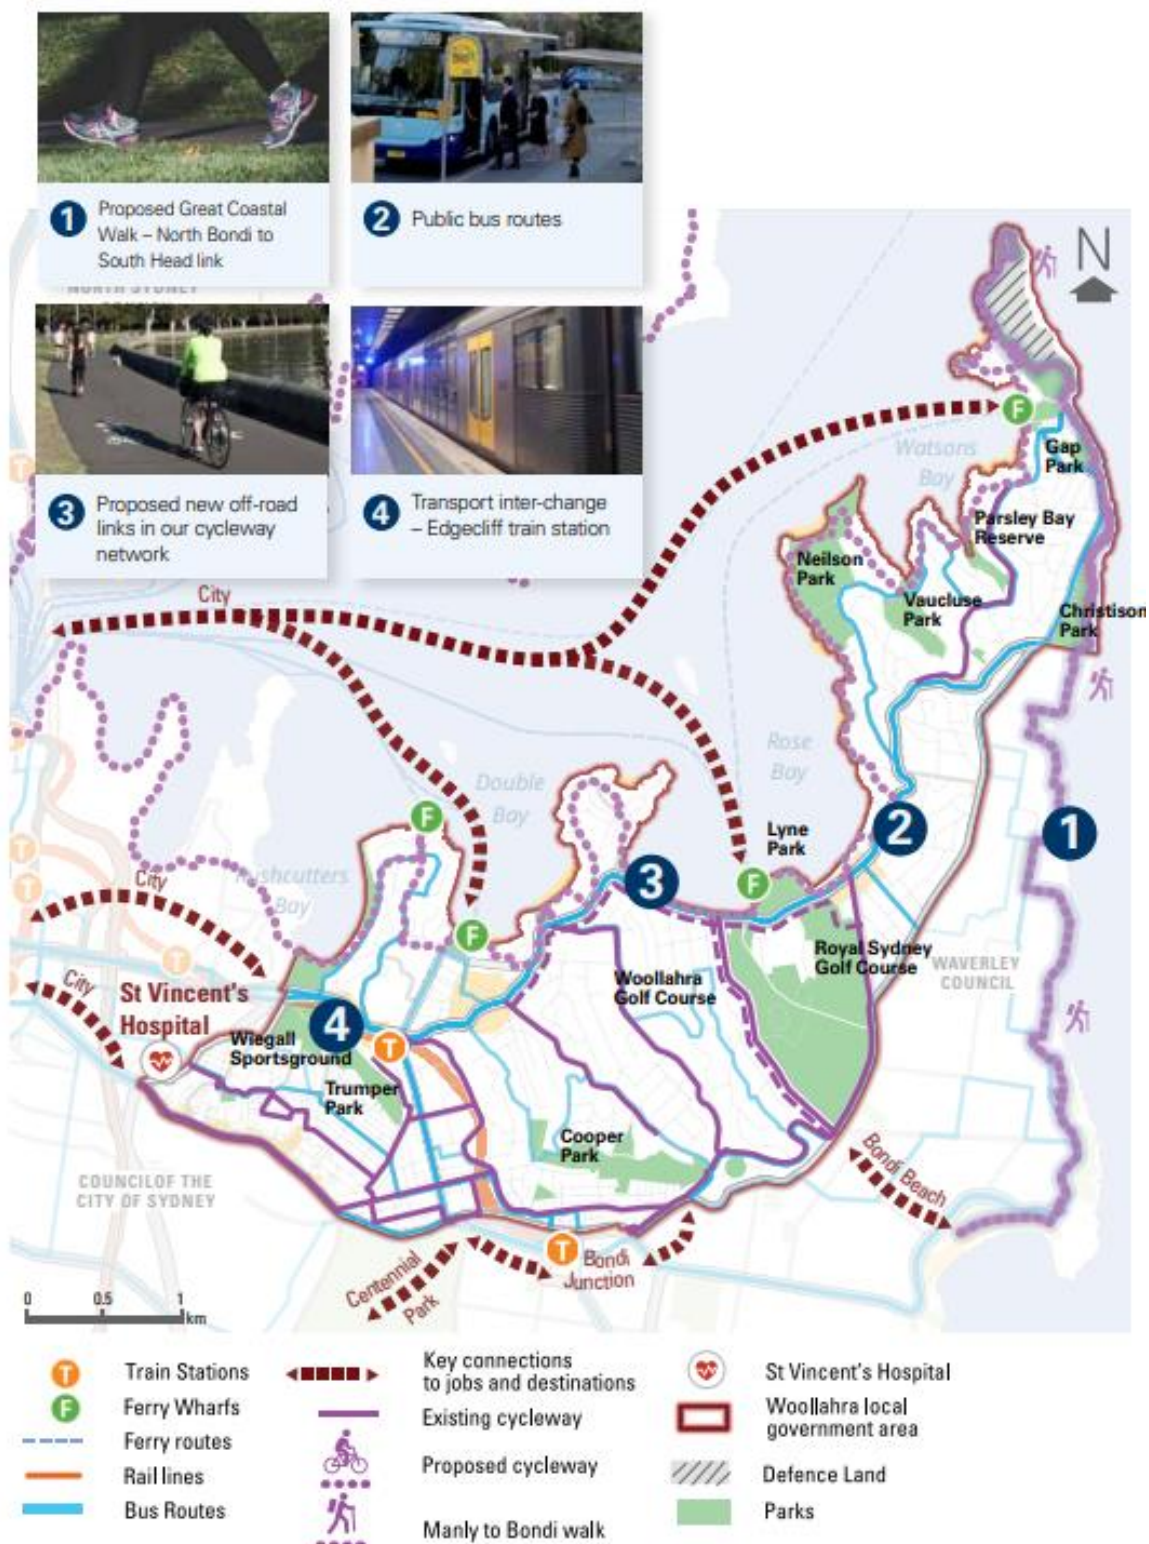 1
Proposed Great Coastal
Walk – North Bondi to
South Head link
2
Public bus routes
3
Proposed new off-road
links in our cycleway
network
4
Transport inter-change
– Edgecliff train station
NORTH SYDNEY
N
F
Gap
Park
Watsons
Bay
Parsley Bay
Reserve
Neilson
Park
Vaucluse
Park
Christison
Park
City
Rose
Bay
Double
Bay
F
Lyne
Park
2
1
3
F
City
Rushcutters
Bay
F
T
T
T
Royal Sydney
Golf Course
WAVERLEY
COUNCIL
Woollahra
Golf Course
City
St Vincent's
Hospital
4
Wiegall
Sportsground
T
Trumper
Park
Cooper
Park
Bondi Beach
COUNCIL OF THE
CITY OF SYDNEY
T
Bondi
Junction
Centennial
Park
0 0.5 1
km
T Train Stations
F Ferry Wharfs
Ferry routes
Rail lines
Bus Routes
Key connections
to jobs and destinations
Existing cycleway
Proposed cycleway
Manly to Bondi walk
St Vincent's Hospital
Woollahra local
government area
Defence Land
Parks